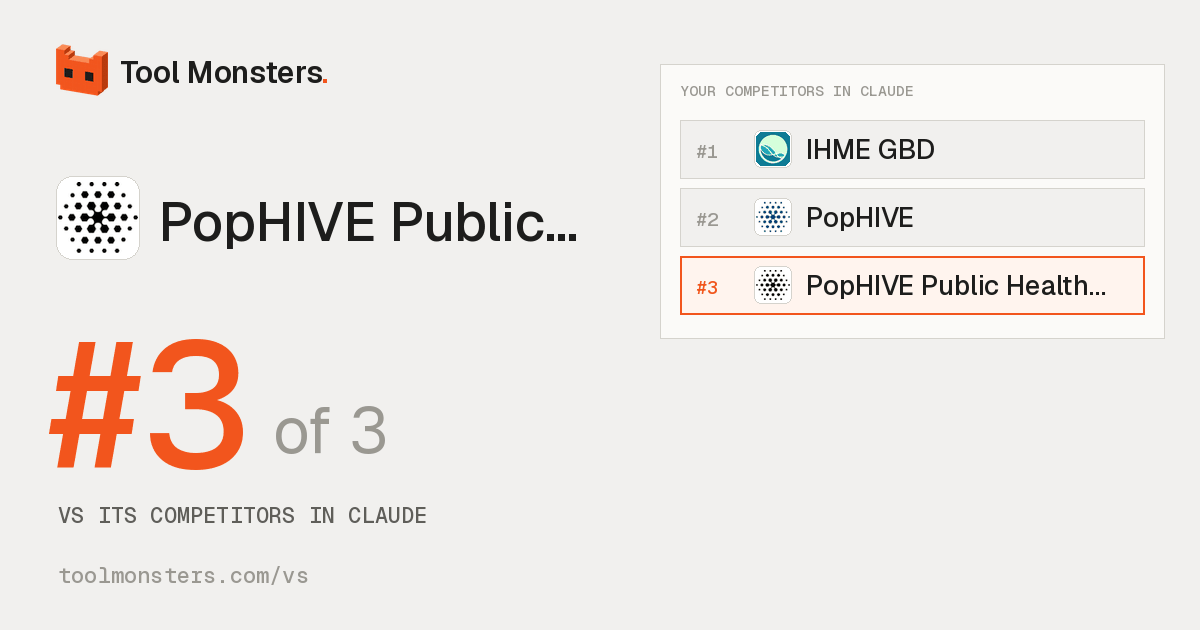 Tool Monsters.
PopHIVE Public...
#3 of 3
VS ITS COMPETITORS IN CLAUDE
toolmonsters.com/vs
YOUR COMPETITORS IN CLAUDE
#1 IHME GBD
#2 PopHIVE
#3 PopHIVE Public Health...